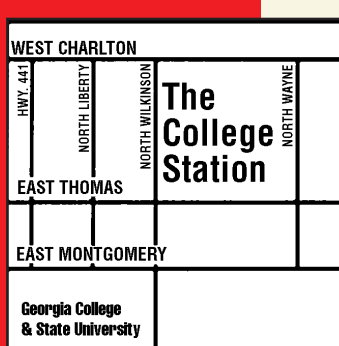 WEST CHARLTON
HWY. 441
NORTH LIBERTY
NORTH WILKINSON
The
College
Station
NORTH WAYNE
EAST THOMAS
EAST MONTGOMERY
Georgia College
& State University